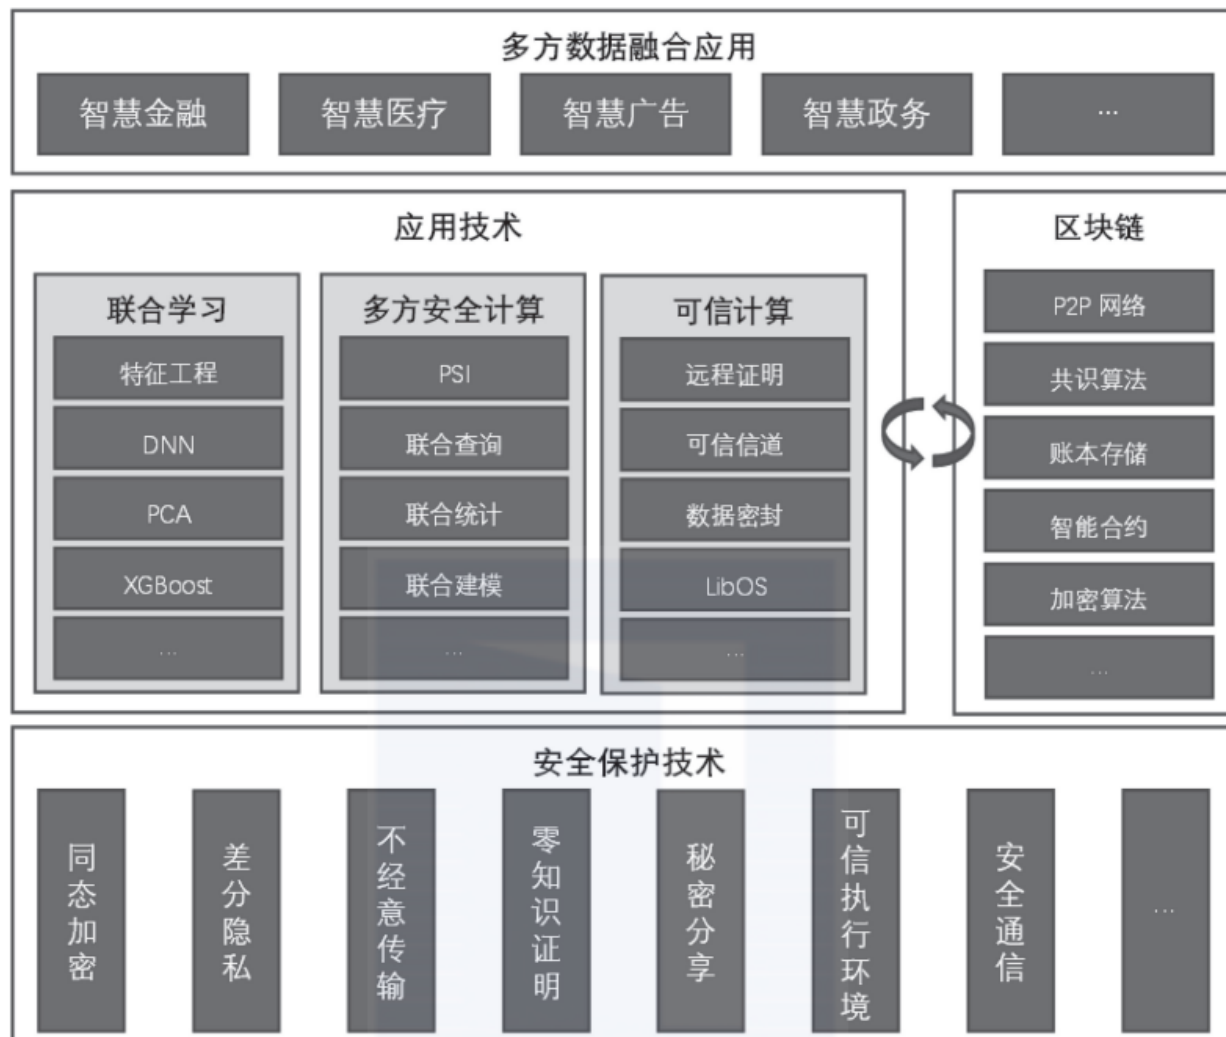 多方数据融合应用
智慧金融
智慧医疗
智慧广告
智慧政务
...
应用技术
联合学习
特征工程
DNN
PCA
XGBoost
...
多方安全计算
PSI
联合查询
联合统计
联合建模
...
可信计算
远程证明
可信信道
数据密封
LibOS
...
区块链
P2P 网络
共识算法
账本存储
智能合约
加密算法
...
安全保护技术
同态加密
差分隐私
不经意传输
零知识证明
秘密分享
可信执行环境
安全通信
...